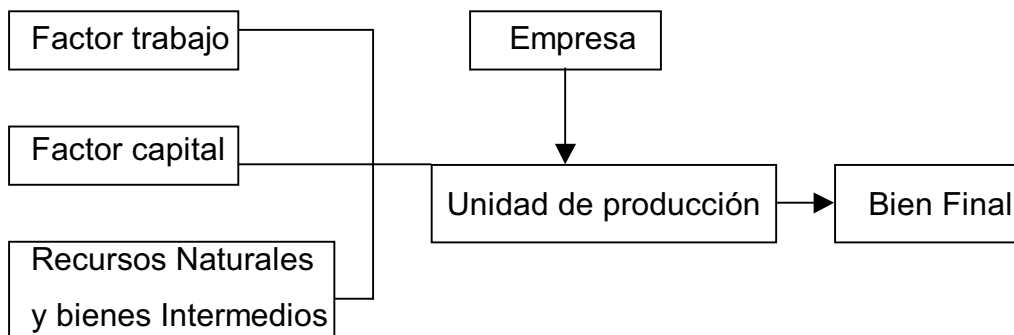 Factor trabajo
Empresa
Factor capital
Unidad de producción
Bien Final
Recursos Naturales
y bienes Intermedios